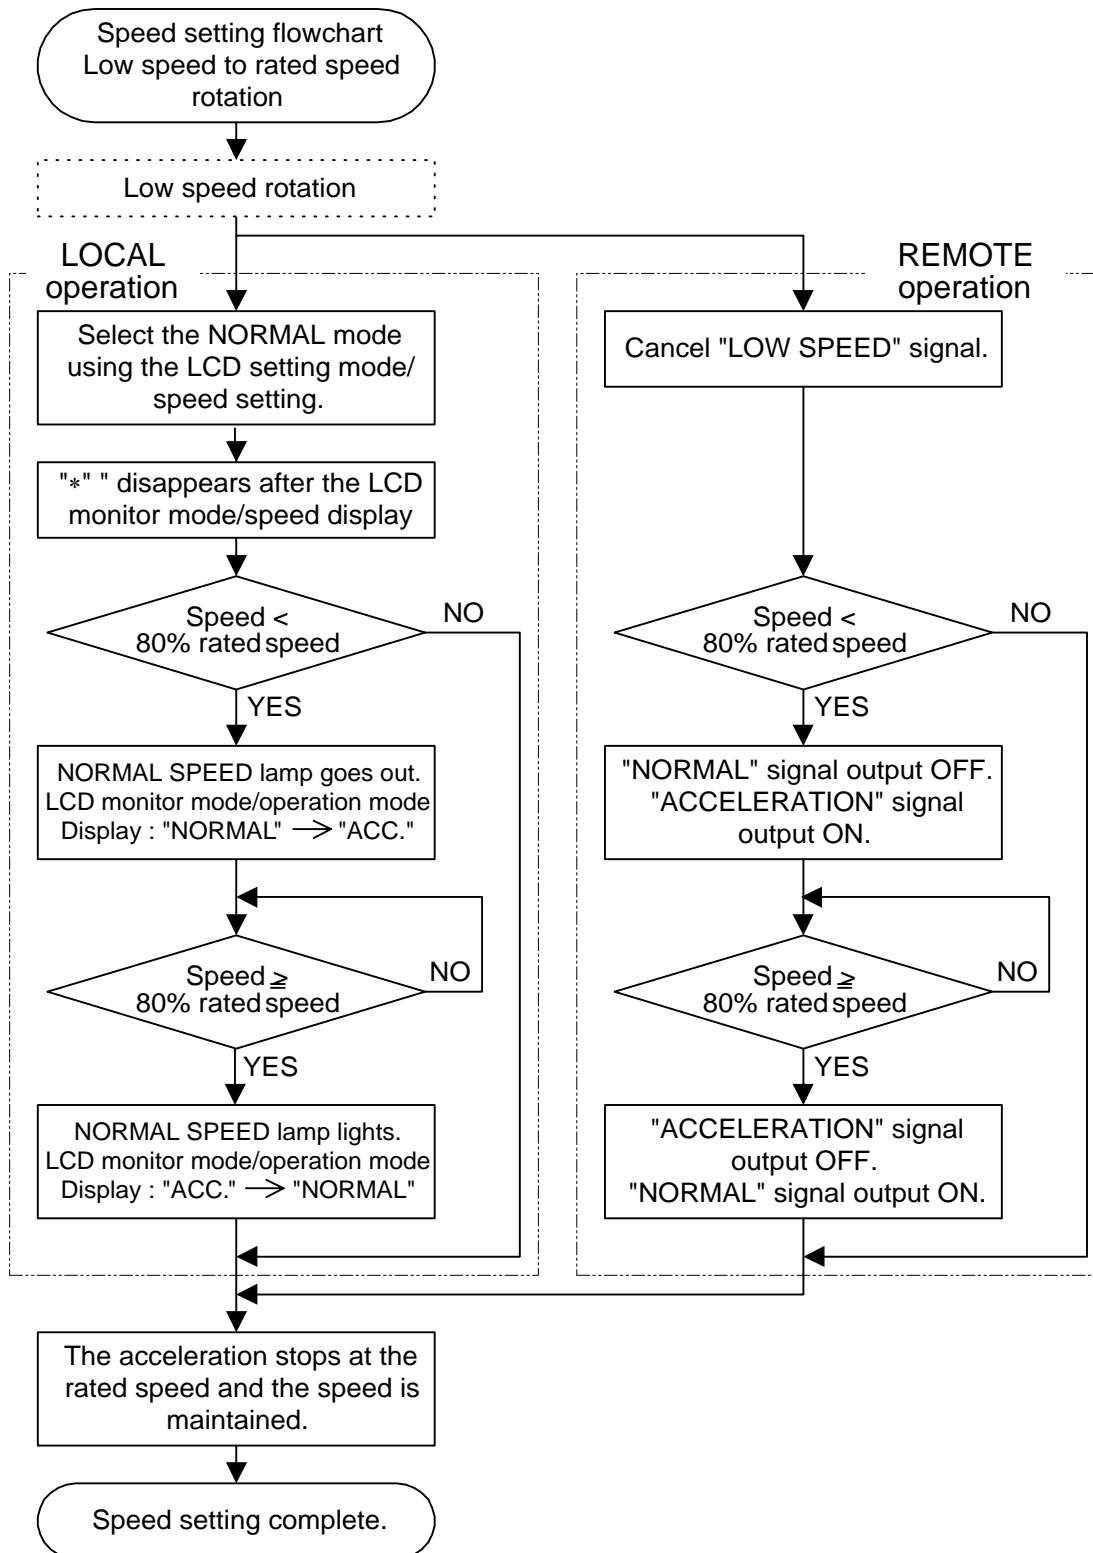 Speed setting flowchart
Low speed to rated speed
rotation
Low speed rotation
LOCAL
operation
Select the NORMAL mode
using the LCD setting mode/
speed setting.
"*" " disappears after the LCD
monitor mode/speed display
Speed <
80% rated speed
NO
YES
NORMAL SPEED lamp goes out.
LCD monitor mode/operation mode
Display : "NORMAL" → "ACC."
Speed ≧
80% rated speed
NO
YES
NORMAL SPEED lamp lights.
LCD monitor mode/operation mode
Display : "ACC." → "NORMAL"
REMOTE
operation
Cancel "LOW SPEED" signal.
Speed <
80% rated speed
NO
YES
"NORMAL" signal output OFF.
"ACCELERATION" signal
output ON.
Speed ≧
80% rated speed
NO
YES
"ACCELERATION" signal
output OFF.
"NORMAL" signal output ON.
The acceleration stops at the
rated speed and the speed is
maintained.
Speed setting complete.